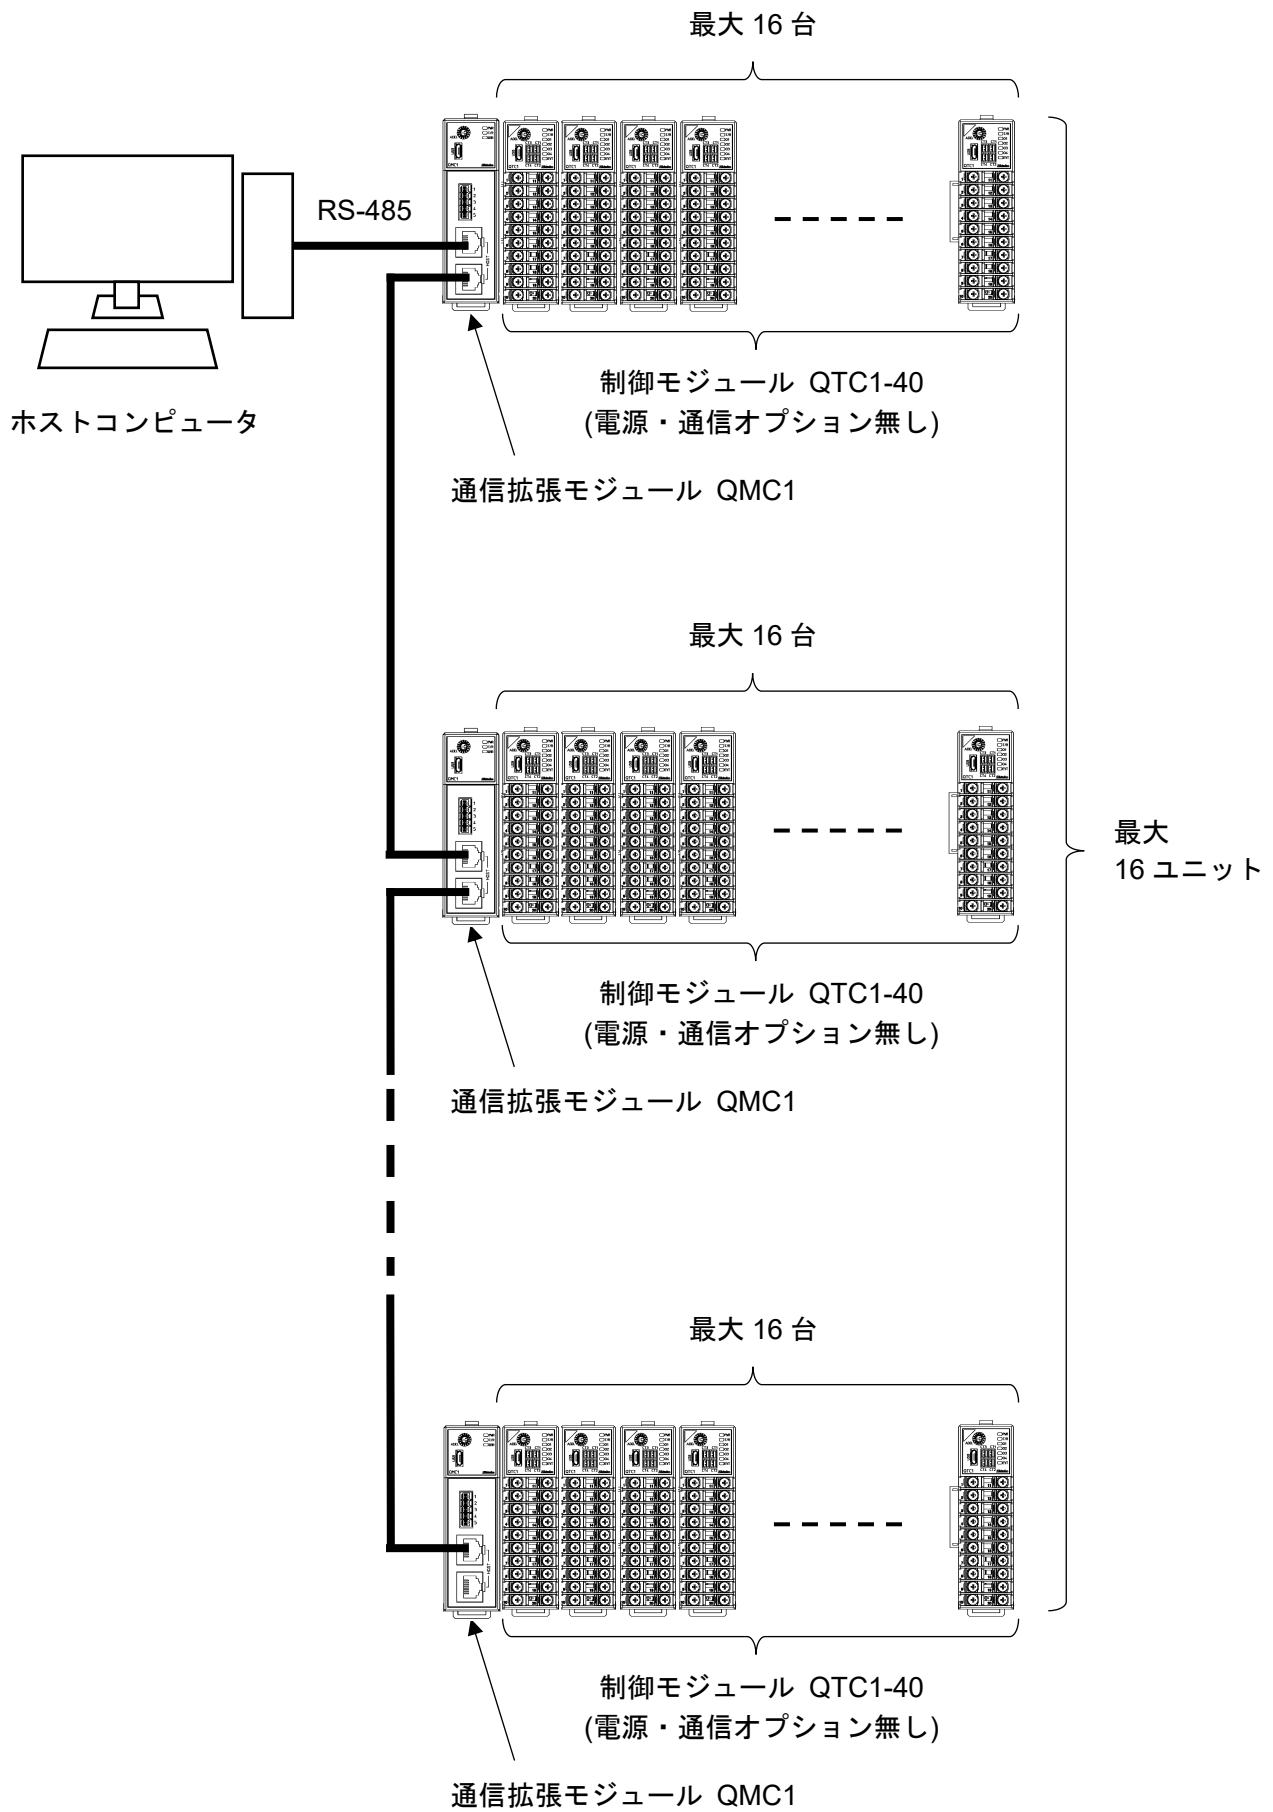 最大 16 台
RS-485
ホストコンピュータ
制御モジュール QTC1-40
(電源・通信オプション無し)
通信拡張モジュール QMC1
最大 16 台
最大
16 ユニット
制御モジュール QTC1-40
(電源・通信オプション無し)
通信拡張モジュール QMC1
最大 16 台
制御モジュール QTC1-40
(電源・通信オプション無し)
通信拡張モジュール QMC1